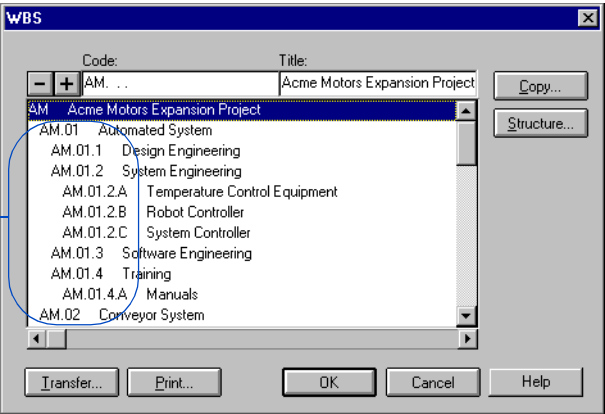 WBS
Code: Title:
AM. . . Acme Motors Expansion Project
Copy...
AM Acme Motors Expansion Project
Structure...
AM.01 Automated System
AM.01.1 Design Engineering
AM.01.2 System Engineering
AM.01.2.A Temperature Control Equipment
AM.01.2.B Robot Controller
AM.01.2.C System Controller
AM.01.3 Software Engineering
AM.01.4 Training
AM.01.4.A Manuals
AM.02 Conveyor System
Transfer... Print... OK Cancel Help